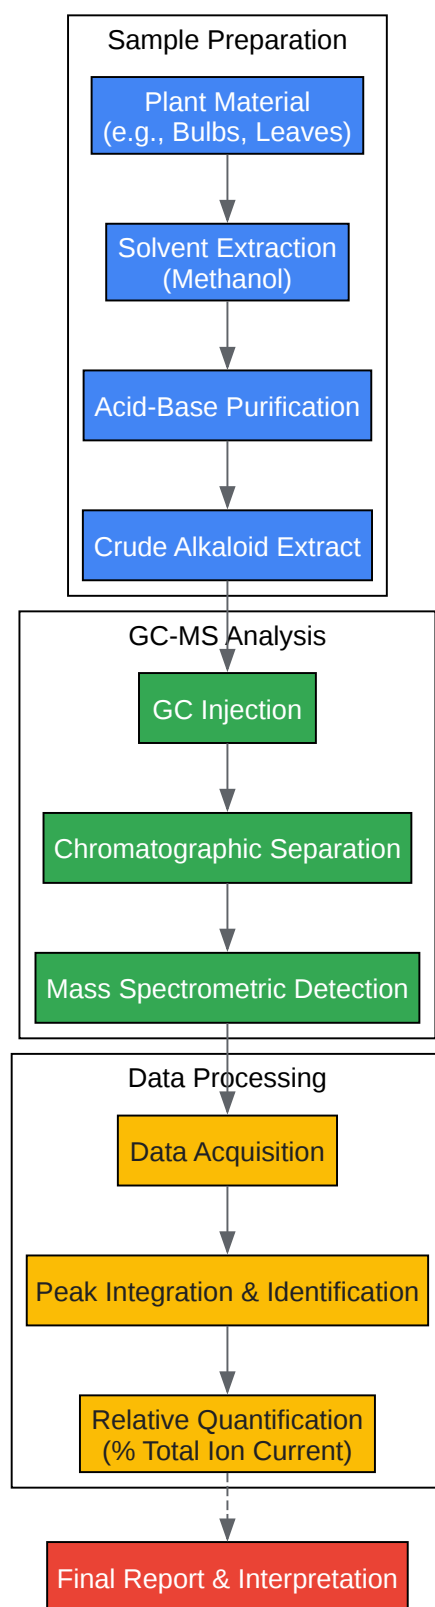 Sample Preparation
Plant Material
(e.g., Bulbs, Leaves)
Solvent Extraction
(Methanol)
Acid-Base Purification
Crude Alkaloid Extract
GC-MS Analysis
GC Injection
Chromatographic Separation
Mass Spectrometric Detection
Data Processing
Data Acquisition
Peak Integration & Identification
Relative Quantification
(% Total Ion Current)
Final Report & Interpretation